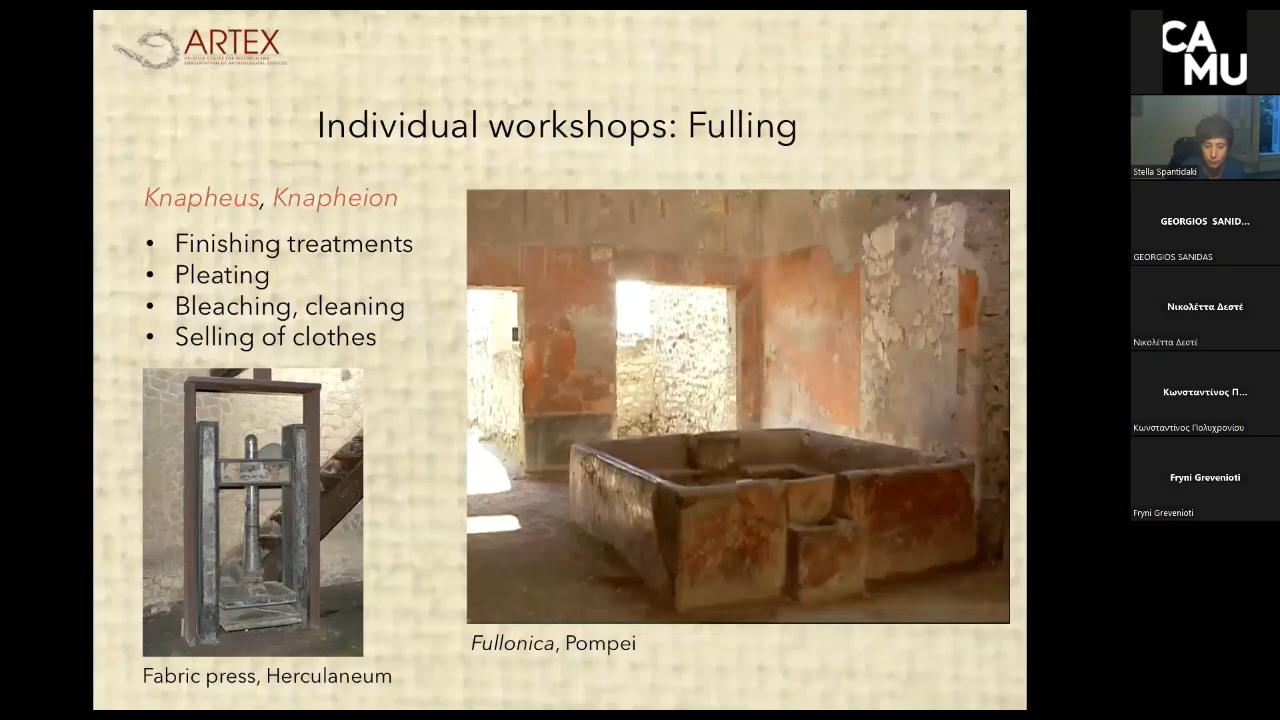 ARTEX
Individual workshops: Fulling
Knapheus, Knapheion
• Finishing treatments
• Pleating
• Bleaching, cleaning
• Selling of clothes
Fabric press, Herculaneum
Fullonica, Pompei
CA
MU
Stella Spantidaki
GEORGIOS SANID...
GEORGIOS SANIDAS
Νικολέττα Δεστέ
Νικολέττα Δεστέ
Κωνσταντίνος Π...
Κωνσταντίνος Πολυχρονίου
Fryni Grevenioti
Fryni Grevenioti